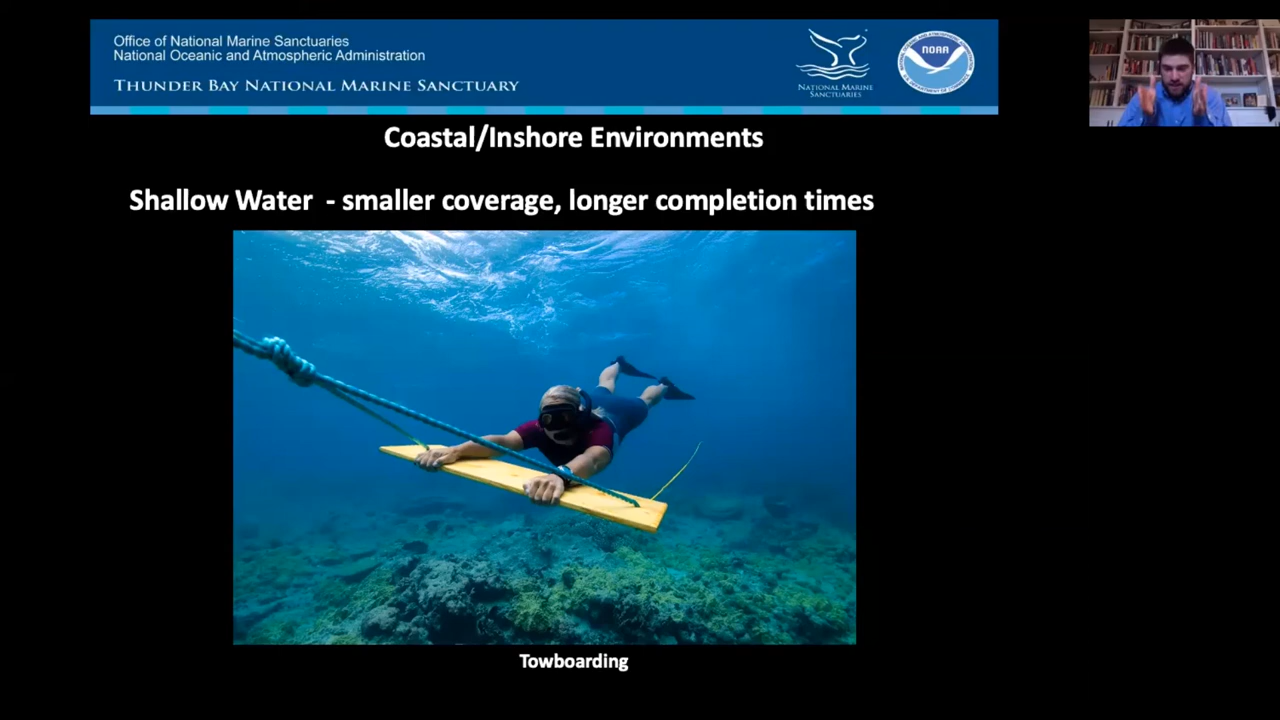 Office of National Marine Sanctuaries
National Oceanic and Atmospheric Administration
THUNDER BAY NATIONAL MARINE SANCTUARY
NATIONAL MARINE
SANCTUARIES
NOAA
Coastal/Inshore Environments
Shallow Water - smaller coverage, longer completion times
Towboarding